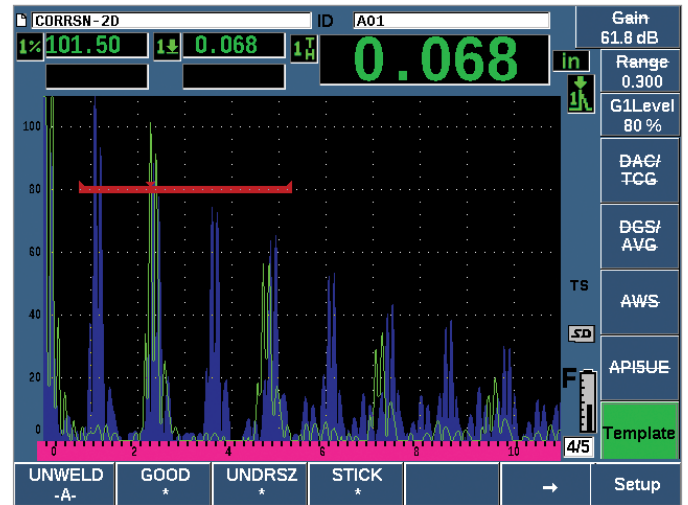 CORRSN-2D ID A01
1% 101.50 1 0.068 1TH 0.068 in
Gain
61.8 dB
Range
0.300
G1Level
80 %
DAC/
TCG
DGS/
AVG
AWS
API5UE
Template
Setup
100
80
60
40
20
0
0 2 4 6 8 10
TS
SD
F
4/5
UNWELD
-A-
GOOD
*
UNDRSZ
*
STICK
*
→